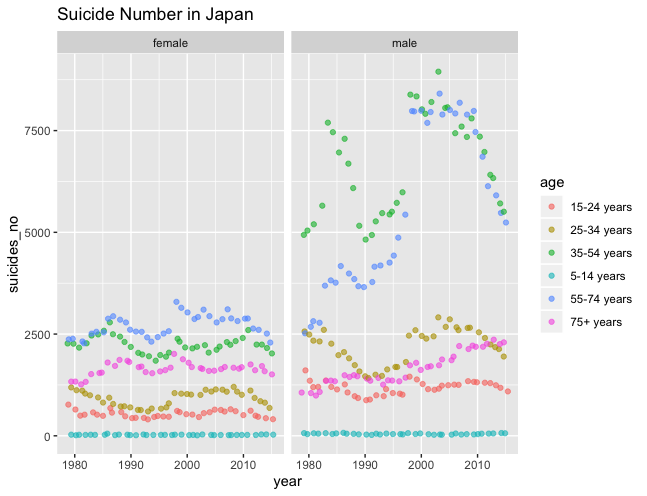 Suicide Number in Japan
female
male
suicides_no
7500
5000
2500
0
1980
1990
2000
2010
1980
1990
2000
2010
year
age
15-24 years
25-34 years
35-54 years
5-14 years
55-74 years
75+ years